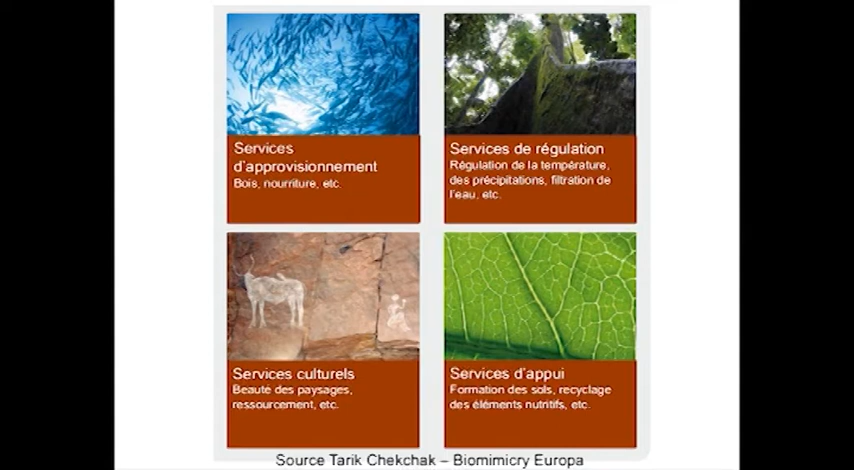 Services
d'approvisionnement
Bois, nourriture, etc.
Services de régulation
Régulation de la température,
des précipitations, filtration de
l'eau, etc.
Services culturels
Beauté des paysages,
ressourcement, etc.
Services d'appui
Formation des sols, recyclage
des éléments nutritifs, etc.
Source Tarik Chekchak – Biomimicry Europa